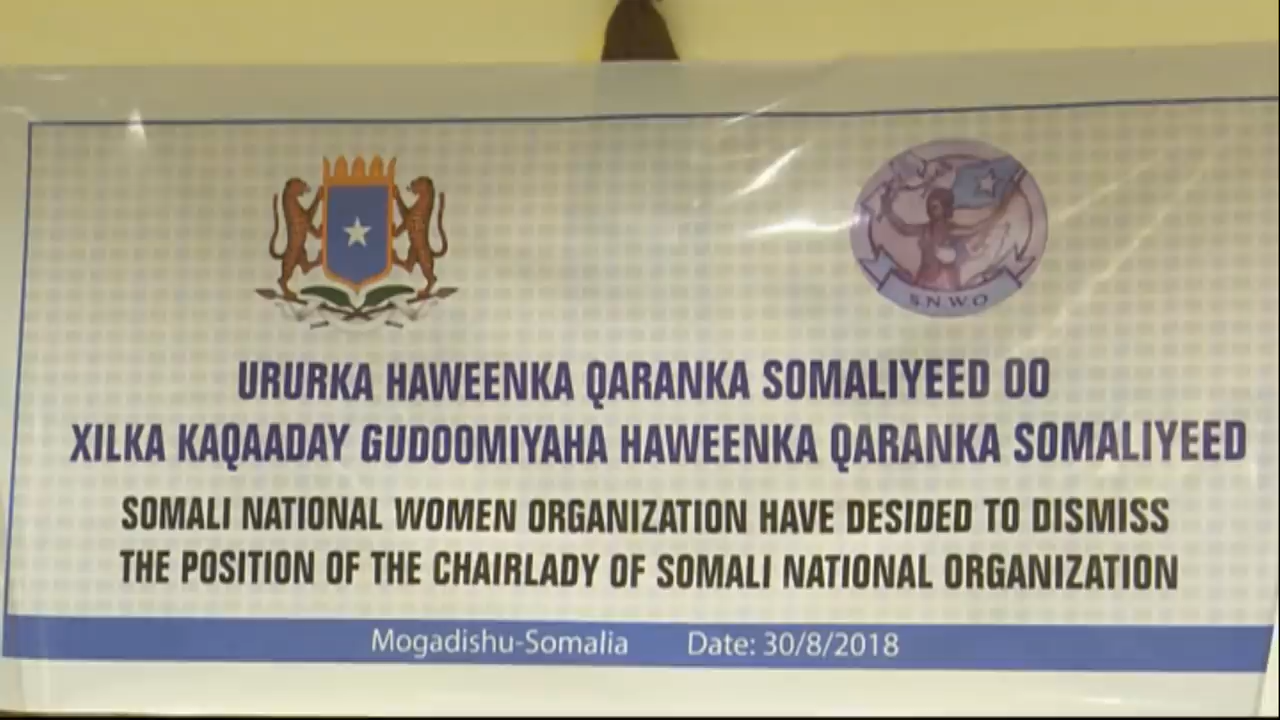 S.N.W.O
URURKA HAWEENKA QARANKA SOMALIYEED OO
XILKA KAQAADAY GUDOOMIYAHA HAWEENKA QARANKA SOMALIYEED
SOMALI NATIONAL WOMEN ORGANIZATION HAVE DESIDED TO DISMISS
THE POSITION OF THE CHAIRLADY OF SOMALI NATIONAL ORGANIZATION
Mogadishu-Somalia Date: 30/8/2018